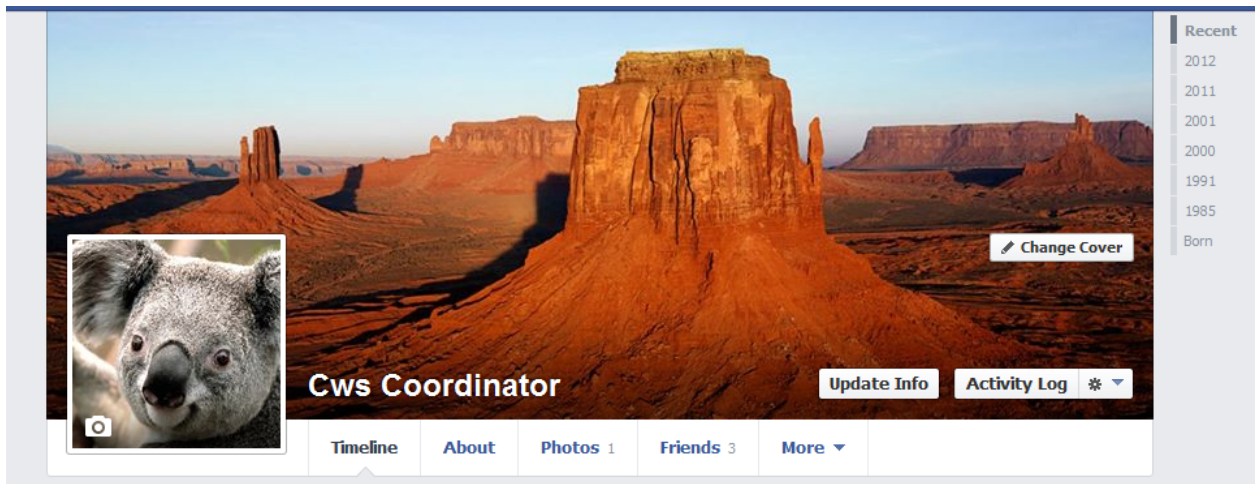 Recent
2012
2011
2001
2000
1991
1985
Born
Change Cover
Cws Coordinator
Update Info
Activity Log
Timeline
About
Photos 1
Friends 3
More